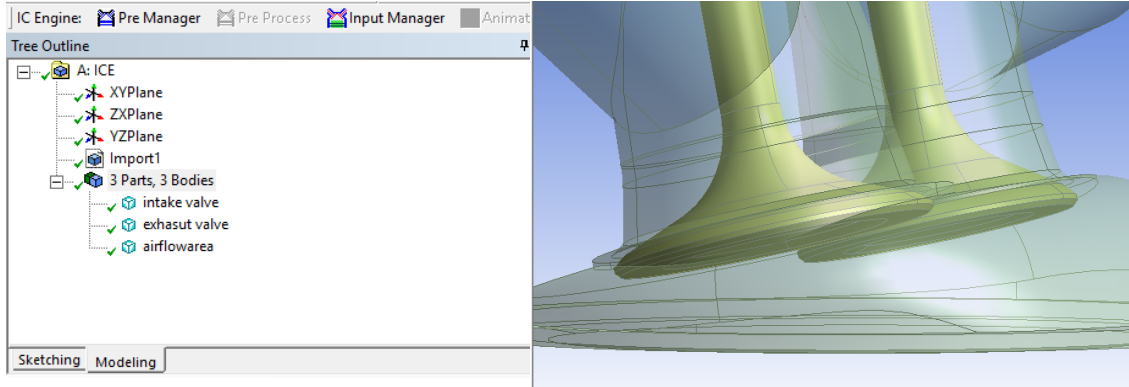 IC Engine: Pre Manager Pre Process Input Manager Animat
Tree Outline
A: ICE
XYPlane
ZXPlane
YZPlane
Import1
3 Parts, 3 Bodies
intake valve
exhasut valve
airflowarea
Sketching Modeling